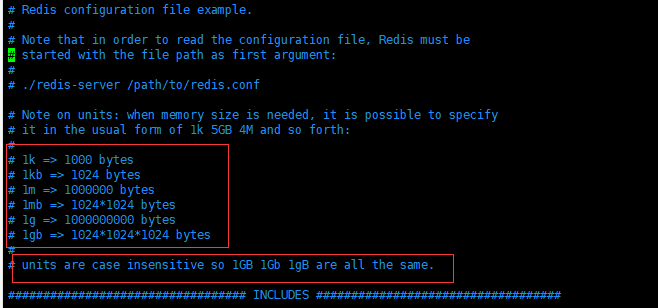 # Redis configuration file example.
#
# Note that in order to read the configuration file, Redis must be
# started with the file path as first argument:
#
# ./redis-server /path/to/redis.conf
# Note on units: when memory size is needed, it is possible to specify
# it in the usual form of 1k 5GB 4M and so forth:
#
# 1k => 1000 bytes
# 1kb => 1024 bytes
# 1m => 1000000 bytes
# 1mb => 1024*1024 bytes
# 1g => 1000000000 bytes
# 1gb => 1024*1024*1024 bytes
#
# units are case insensitive so 1GB 1Gb 1gB are all the same.
################################## INCLUDES ###################################